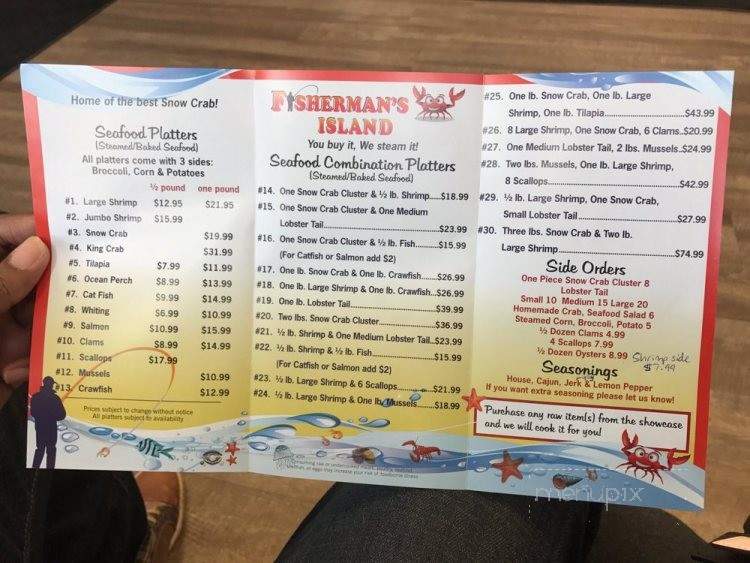 Home of the best Snow Crab!
Seafood Platters
(Steamed/Baked Seafood)
All platters come with 3 sides:
Broccoli, Corn & Potatoes
½ pound one pound
#1. Large Shrimp $12.95 $21.95
#2. Jumbo Shrimp $15.99
#3. Snow Crab $19.99
#4. King Crab $31.99
#5. Tilapia $7.99 $11.99
#6. Ocean Perch $8.99 $13.99
#7. Cat Fish $9.99 $14.99
#8. Whiting $6.99 $10.99
#9. Salmon $10.99 $15.99
#10. Clams $8.99 $14.99
#11. Scallops $17.99
#12. Mussels $10.99
#13. Crawfish $12.99
Prices subject to change without notice
All platters subject to availability
FISHERMAN'S
ISLAND
You buy it, We steam it!
Seafood Combination Platters
(Steamed/Baked Seafood)
#14. One Snow Crab Cluster & ½ lb. Shrimp.....$18.99
#15. One Snow Crab Cluster & One Medium
Lobster Tail.....$23.99
#16. One Snow Crab Cluster & ½ lb. Fish.....$15.99
(For Catfish or Salmon add $2)
#17. One lb. Snow Crab & One lb. Crawfish...$26.99
#18. One lb. Large Shrimp & One lb. Crawfish...$26.99
#19. One lb. Lobster Tail.....$39.99
#20. Two lbs. Snow Crab Cluster.....$36.99
#21. ½ lb. Shrimp & One Medium Lobster Tail..$23.99
#22. ½ lb. Shrimp & ½ lb. Fish.....$15.99
(For Catfish or Salmon add $2)
#23. ½ lb. Large Shrimp & 6 Scallops.....$21.99
#24. ½ lb. Large Shrimp & One lb. Mussels.....$18.99
Consuming raw or undercooked meats, poultry, seafood,
shellfish, or eggs may increase your risk of foodborne illness
#25. One lb. Snow Crab, One lb. Large
Shrimp, One lb. Tilapia.....$43.99
#26. 8 Large Shrimp, One Snow Crab, 6 Clams..$20.99
#27. One Medium Lobster Tail, 2 lbs. Mussels..$24.99
#28. Two lbs. Mussels, One lb. Large Shrimp,
8 Scallops.....$42.99
#29. ½ lb. Large Shrimp, One Snow Crab,
Small Lobster Tail.....$27.99
#30. Three lbs. Snow Crab & Two lb.
Large Shrimp.....$74.99
Side Orders
One Piece Snow Crab Cluster 8
Lobster Tail
Small 10 Medium 15 Large 20
Homemade Crab, Seafood Salad 6
Steamed Corn, Broccoli, Potato 5
½ Dozen Clams 4.99
4 Scallops 7.99
½ Dozen Oysters 8.99
Shrimp side
$7.99
Seasonings
House, Cajun, Jerk & Lemon Pepper
If you want extra seasoning please let us know!
Purchase any raw item(s) from the showcase
and we will cook it for you!
menupix